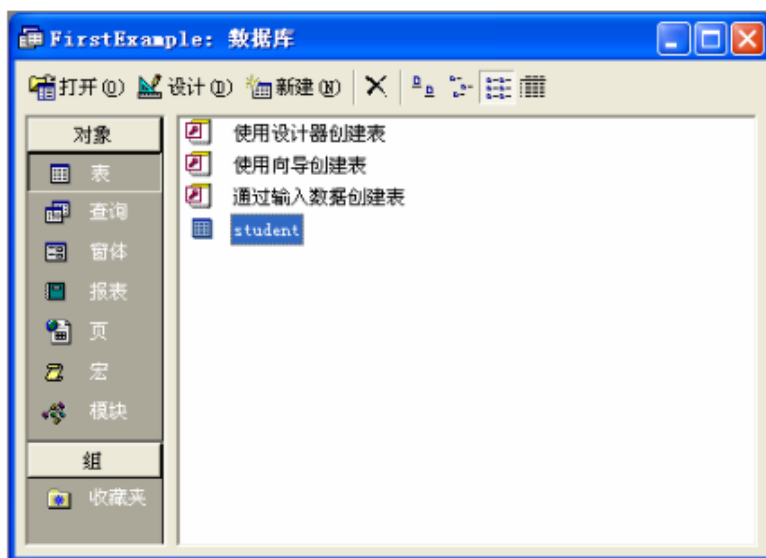 FirstExample: 数据库
打开(O) 设计(D) 新建(N)
对象
表
查询
窗体
报表
页
宏
模块
组
收藏夹
使用设计器创建表
使用向导创建表
通过输入数据创建表
student